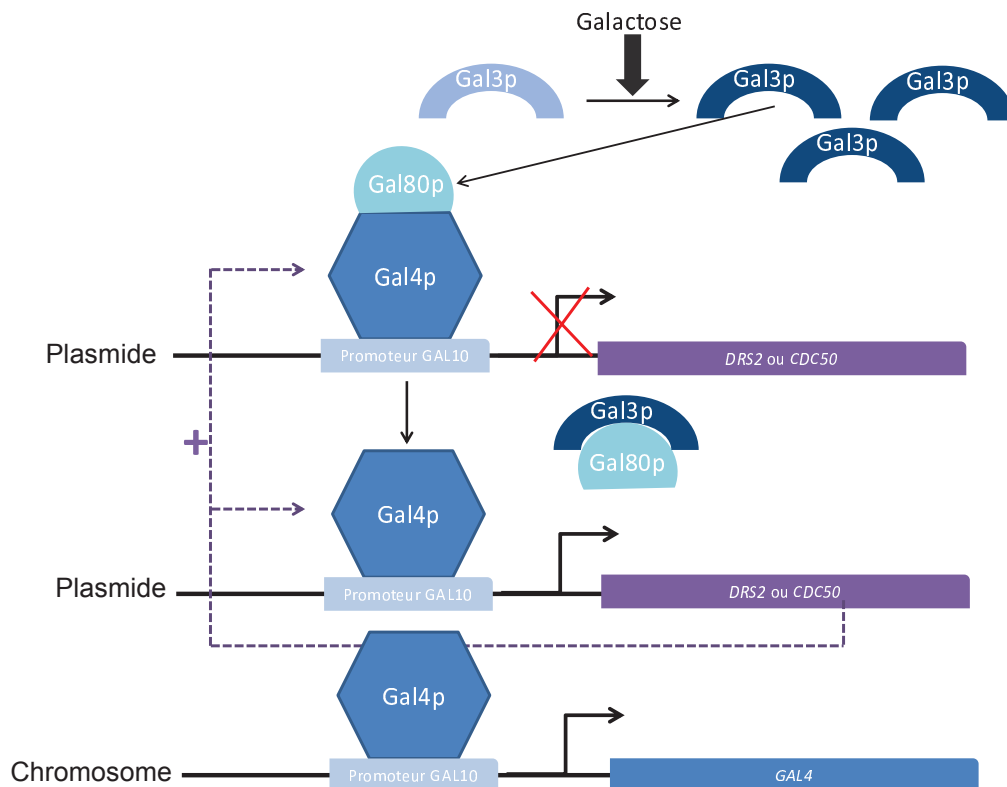 Galactose
Gal3p
Gal3p
Gal3p
Gal3p
Gal80p
Gal4p
Plasmide
Promoteur GAL10
DRS2 ou CDC50
+
Gal3p
Gal80p
Gal4p
Plasmide
Promoteur GAL10
DRS2 ou CDC50
Gal4p
Chromosome
Promoteur GAL10
GAL4